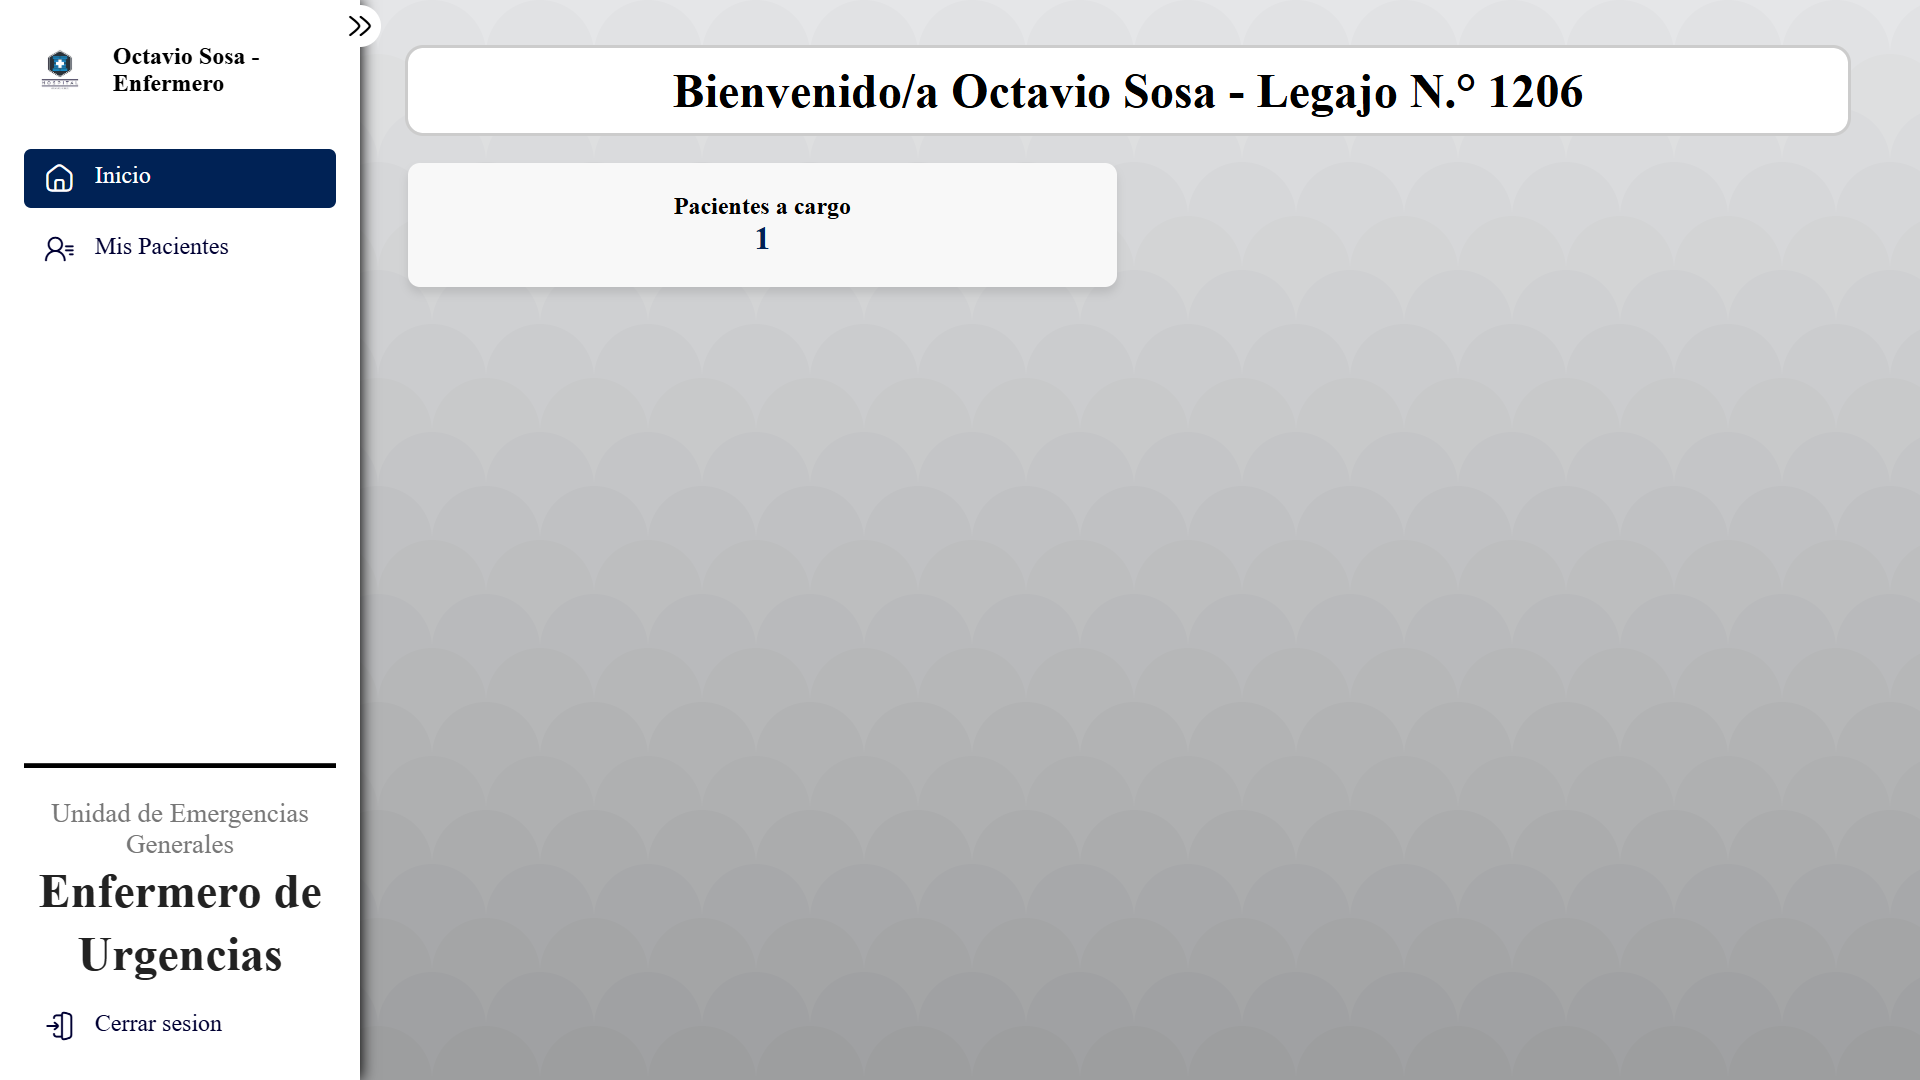 Octavio Sosa -
Enfermero
Inicio
Mis Pacientes
Unidad de Emergencias
Generales
Enfermero de
Urgencias
Cerrar sesion
Bienvenido/a Octavio Sosa - Legajo N.° 1206
Pacientes a cargo
1